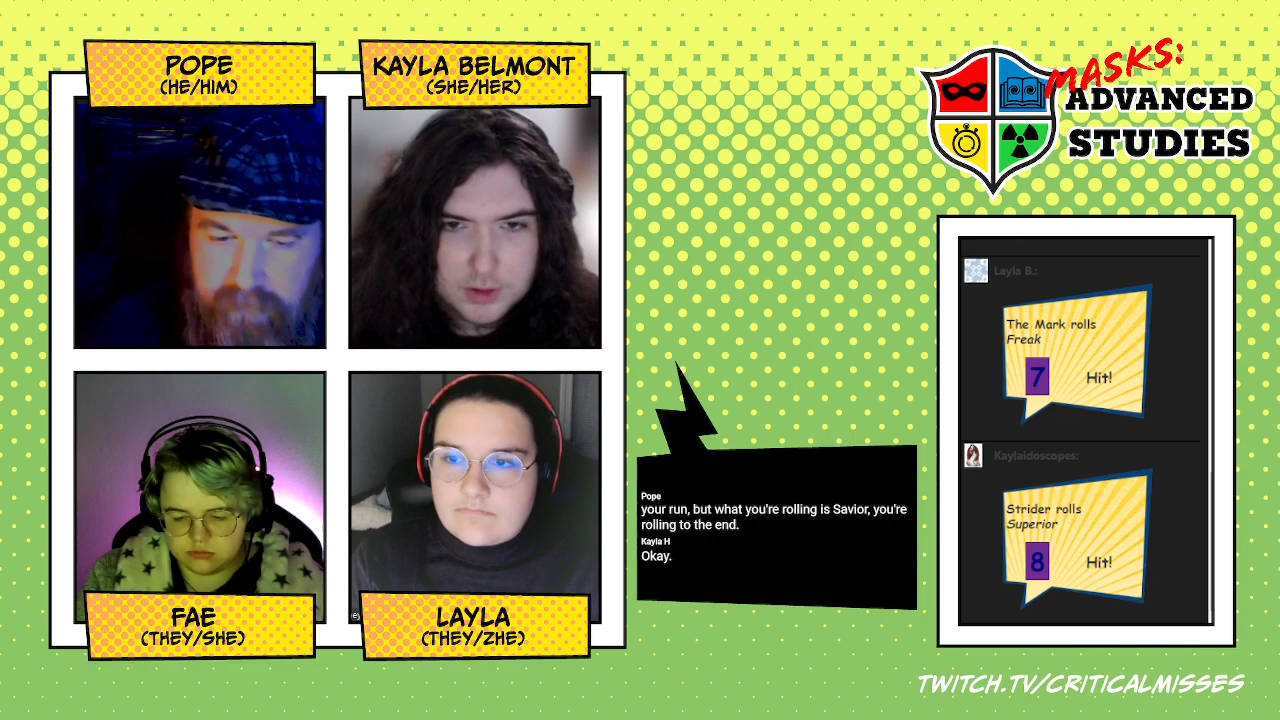 POPE
(HE/HIM)
KAYLA BELMONT
(SHE/HER)
MASKS:
ADVANCED
STUDIES
Layla B.:
The Mark rolls
Freak
7
Hit!
Kaylaidoscopes:
Strider rolls
Superior
8
Hit!
Pope
your run, but what you're rolling is Savior, you're
rolling to the end.
Kayla H
Okay.
FAE
(THEY/SHE)
LAYLA
(THEY/ZHE)
TWITCH.TV/CRITICALMISSES